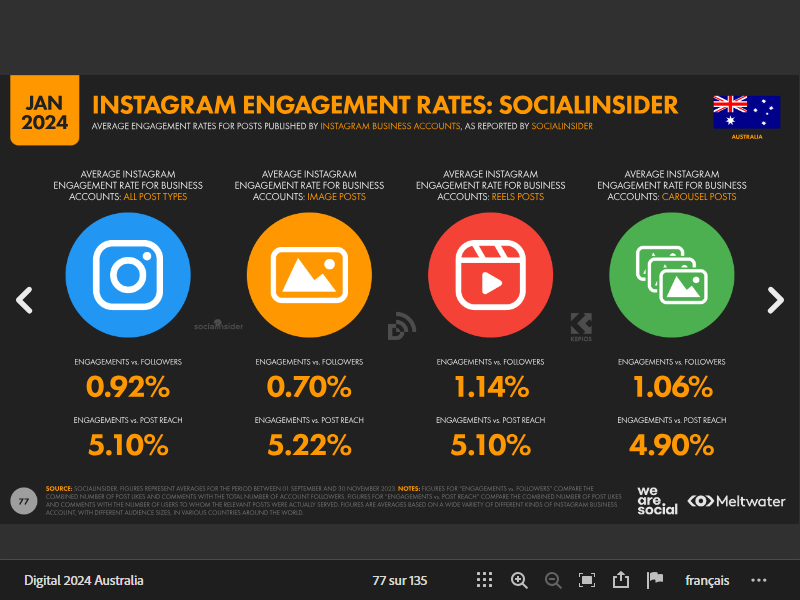 JAN
2024
INSTAGRAM ENGAGEMENT RATES: SOCIALINSIDER
AVERAGE ENGAGEMENT RATES FOR POSTS PUBLISHED BY INSTAGRAM BUSINESS ACCOUNTS, AS REPORTED BY SOCIALINSIDER
AUSTRALIA
AVERAGE INSTAGRAM
ENGAGEMENT RATE FOR BUSINESS
ACCOUNTS: ALL POST TYPES
AVERAGE INSTAGRAM
ENGAGEMENT RATE FOR BUSINESS
ACCOUNTS: IMAGE POSTS
AVERAGE INSTAGRAM
ENGAGEMENT RATE FOR BUSINESS
ACCOUNTS: REELS POSTS
AVERAGE INSTAGRAM
ENGAGEMENT RATE FOR BUSINESS
ACCOUNTS: CAROUSEL POSTS
socialinsider
KEPIOS
ENGAGEMENTS vs. FOLLOWERS
0.92%
ENGAGEMENTS vs. POST REACH
5.10%
ENGAGEMENTS vs. FOLLOWERS
0.70%
ENGAGEMENTS vs. POST REACH
5.22%
ENGAGEMENTS vs. FOLLOWERS
1.14%
ENGAGEMENTS vs. POST REACH
5.10%
ENGAGEMENTS vs. FOLLOWERS
1.06%
ENGAGEMENTS vs. POST REACH
4.90%
77
SOURCE: SOCIALINSIDER. FIGURES REPRESENT AVERAGES FOR THE PERIOD BETWEEN 01 SEPTEMBER AND 30 NOVEMBER 2023. NOTES: FIGURES FOR "ENGAGEMENTS vs. FOLLOWERS" COMPARE THE
COMBINED NUMBER OF POST LIKES AND COMMENTS WITH THE TOTAL NUMBER OF ACCOUNT FOLLOWERS. FIGURES FOR "ENGAGEMENTS vs. POST REACH" COMPARE THE COMBINED NUMBER OF POST LIKES
AND COMMENTS WITH THE NUMBER OF USERS TO WHOM THE RELEVANT POSTS WERE ACTUALLY SERVED. FIGURES ARE AVERAGES BASED ON A WIDE VARIETY OF DIFFERENT KINDS OF INSTAGRAM BUSINESS
ACCOUNT, WITH DIFFERENT AUDIENCE SIZES, IN VARIOUS COUNTRIES AROUND THE WORLD.
we
are.
social
Meltwater
Digital 2024 Australia
77 sur 135
français